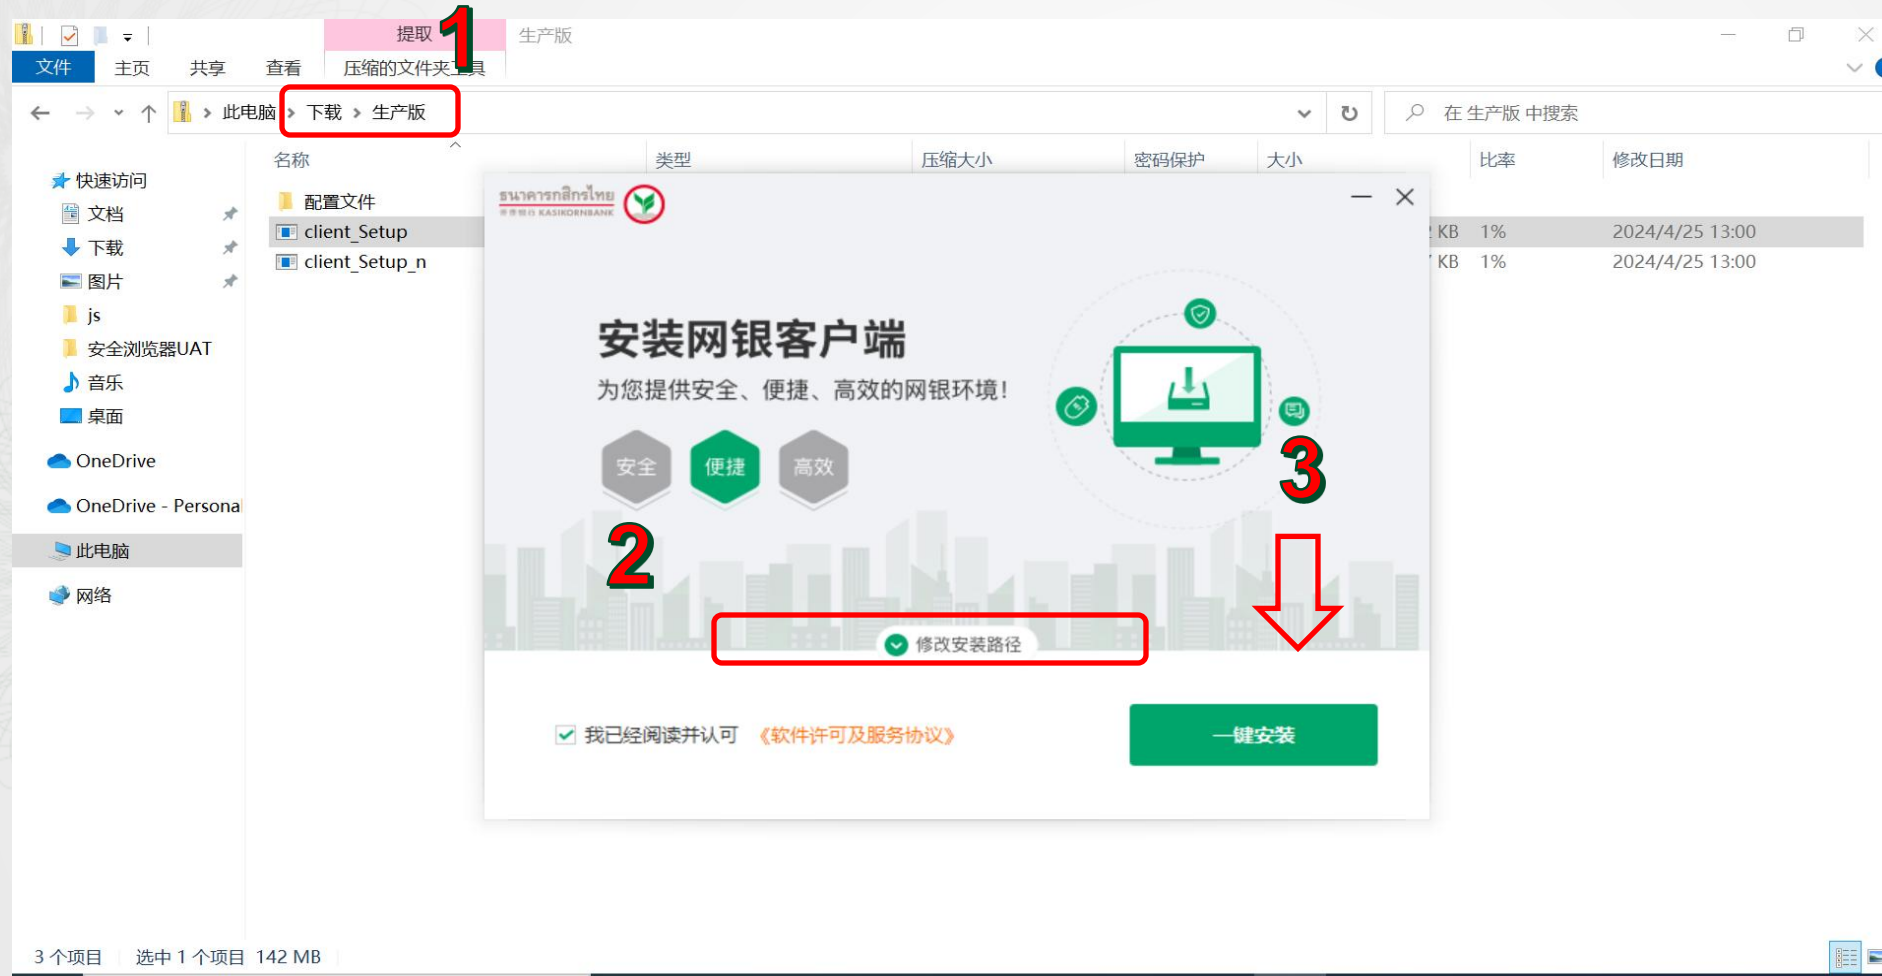 提取
1
生产版
文件
主页
共享
查看
压缩的文件夹工具
此电脑
下载
生产版
在 生产版 中搜索
名称
类型
压缩大小
密码保护
大小
比率
修改日期
快速访问
文档
下载
图片
js
安全浏览器UAT
音乐
桌面
OneDrive
OneDrive - Personal
此电脑
网络
配置文件
client_Setup
KB 1% 2024/4/25 13:00
client_Setup_n
KB 1% 2024/4/25 13:00
ธนาคารกสิกรไทย
KASIKORNBANK
安装网银客户端
为您提供安全、便捷、高效的网银环境!
安全
便捷
高效
2
3
修改安装路径
我已经阅读并认可 《软件许可及服务协议》
一键安装
3 个项目
选中 1 个项目 142 MB